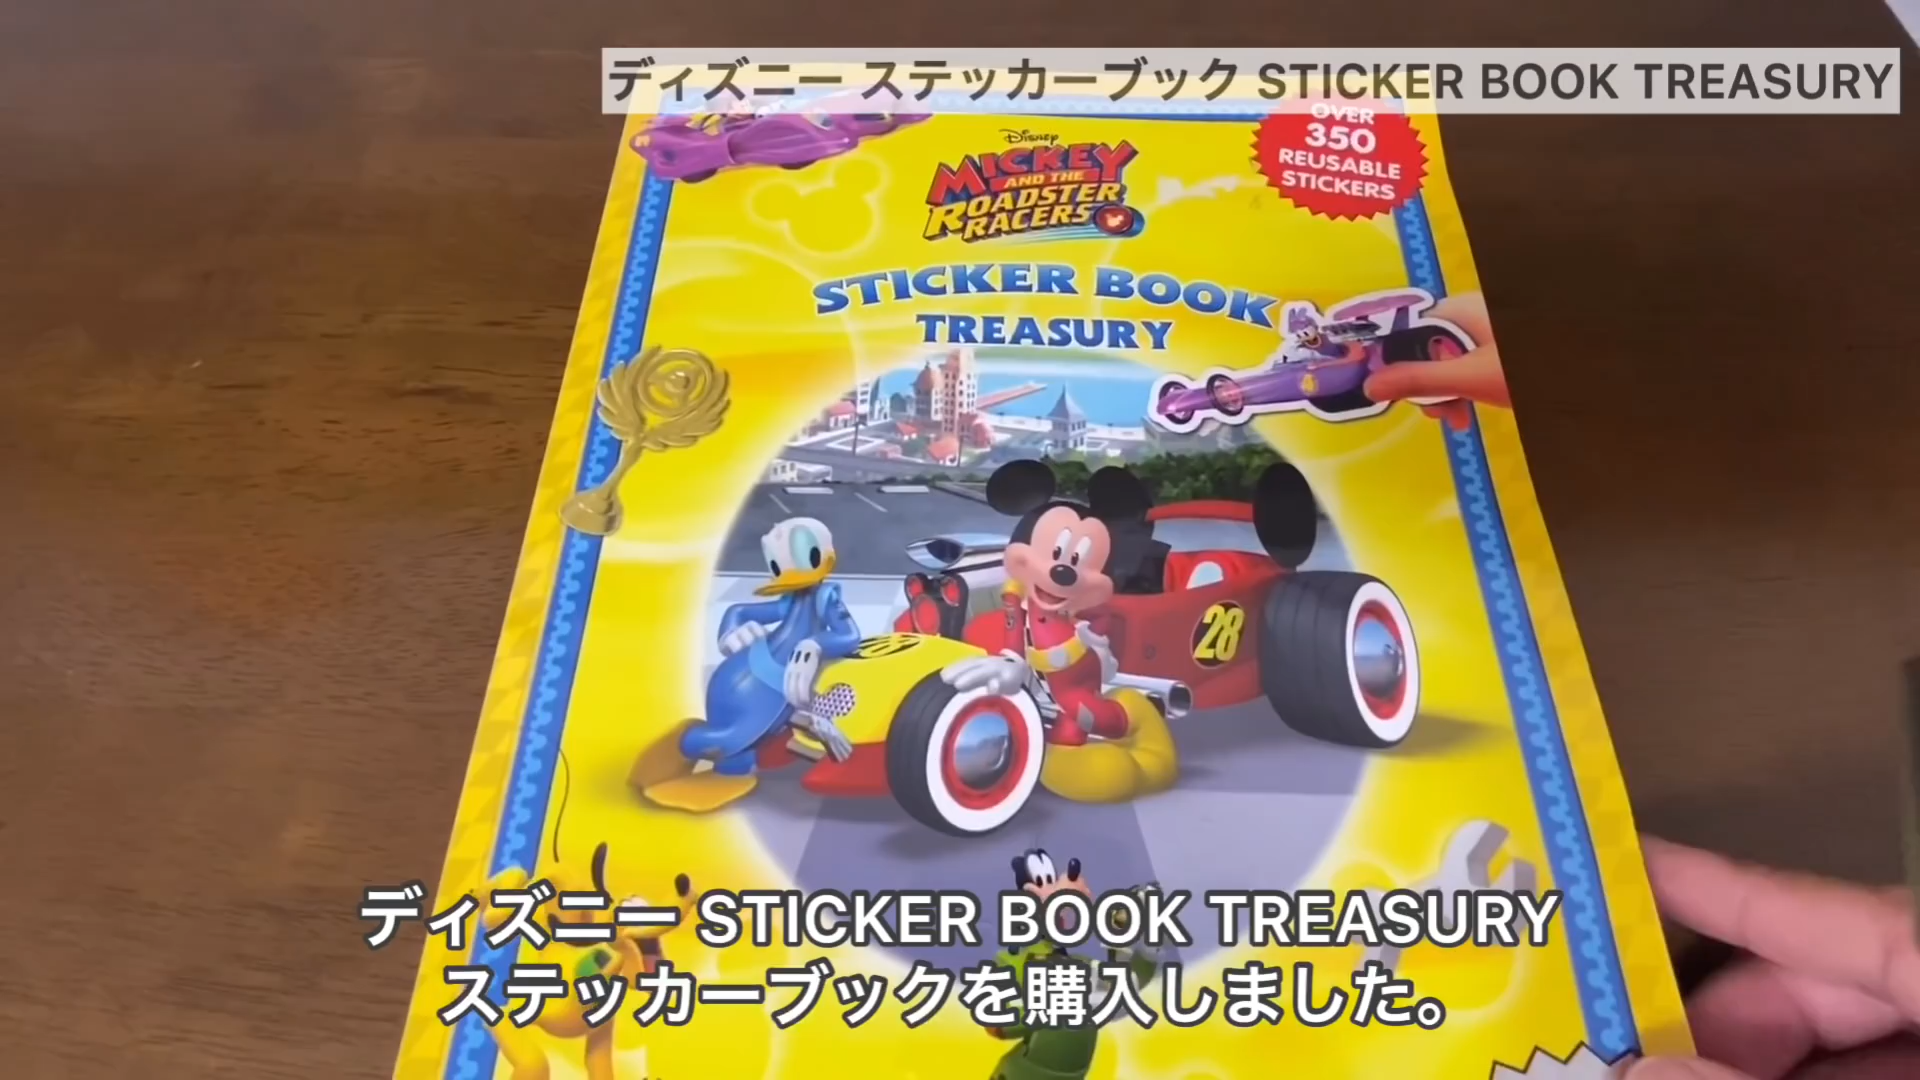 ディズニー ステッカーブック STICKER BOOK TREASURY
OVER
350
REUSABLE
STICKERS
Disney
MICKEY
AND THE
ROADSTER
RACERS
STICKER BOOK
TREASURY
4
28
ディズニー STICKER BOOK TREASURY
ステッカーブックを購入しました。